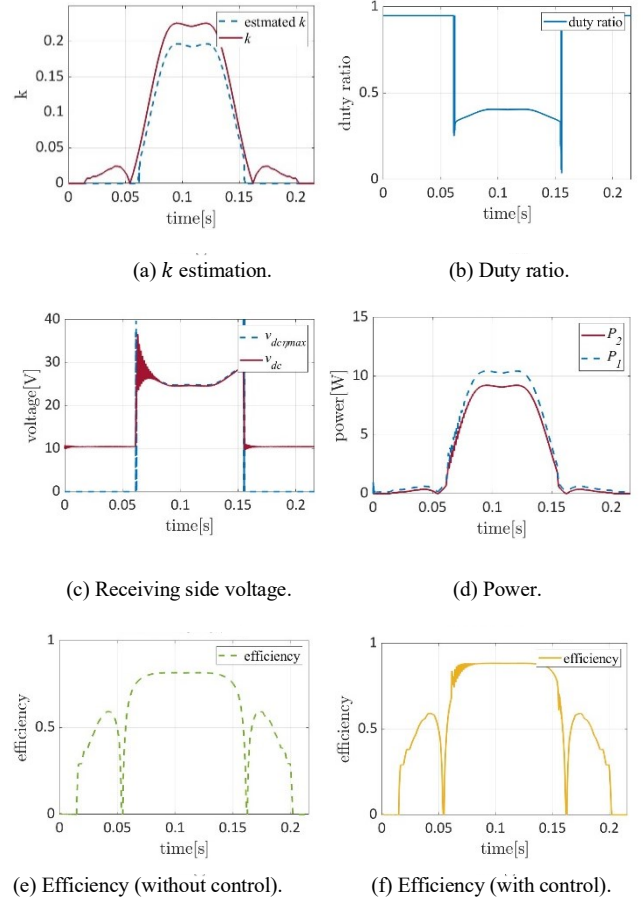 0.2
0.15
0.1
0.05
0
k
estmated k
k
0 0.05 0.1 0.15 0.2
time[s]
(a) k estimation.
1
0.5
0
duty ratio
duty ratio
0 0.05 0.1 0.15 0.2
time[s]
(b) Duty ratio.
40
30
20
10
0
voltage[V]
vdcηmax
vdc
0 0.05 0.1 0.15 0.2
time[s]
(c) Receiving side voltage.
15
10
5
0
power[W]
P2
P1
0 0.05 0.1 0.15 0.2
time[s]
(d) Power.
1
0.5
0
efficiency
efficiency
0 0.05 0.1 0.15 0.2
time[s]
(e) Efficiency (without control).
1
0.5
0
efficiency
efficiency
0 0.05 0.1 0.15 0.2
time[s]
(f) Efficiency (with control).